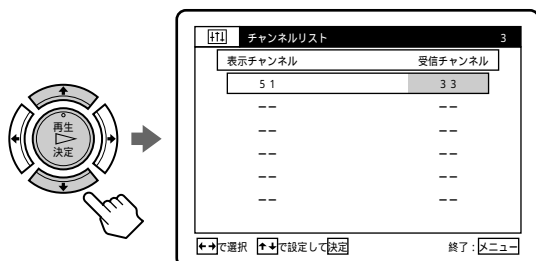 チャンネルリスト 3
表示チャンネル 受信チャンネル
51 33
-- --
-- --
-- --
-- --
-- --
再生
決定
←→で選択 ↑↓で設定して決定 終了:メニュー